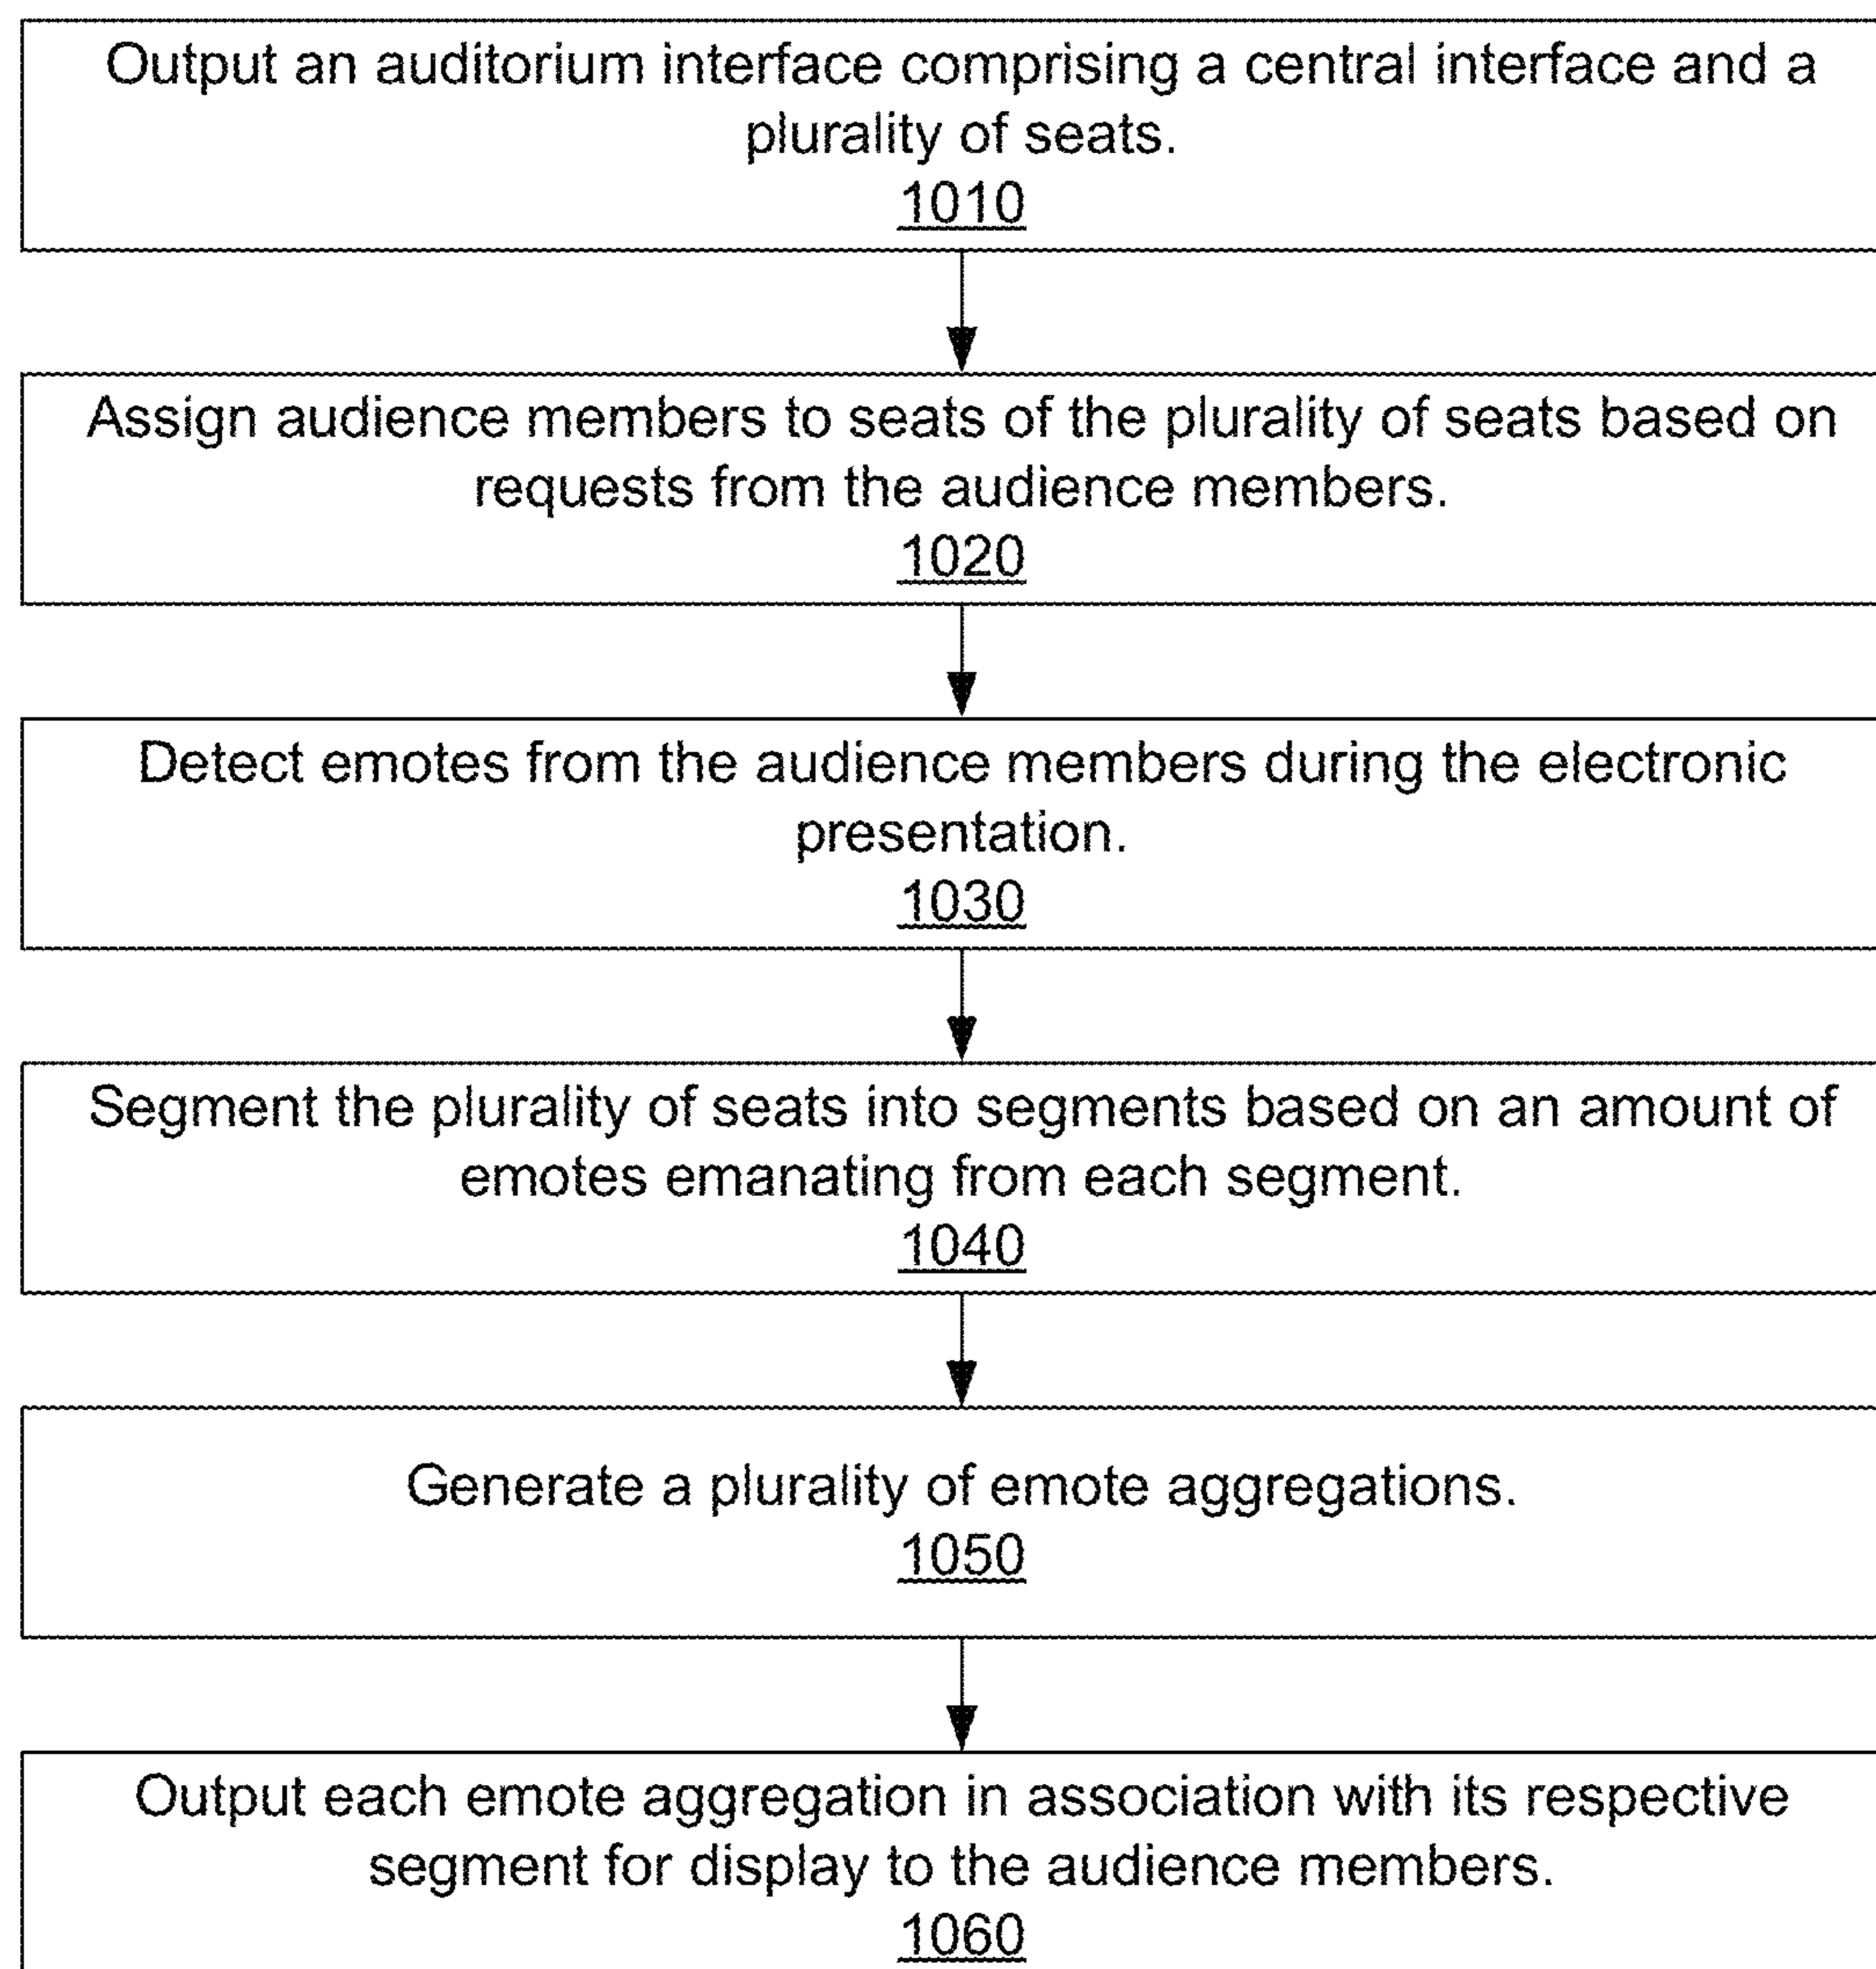 Output an auditorium interface comprising a central interface and a
plurality of seats.
1010
Assign audience members to seats of the plurality of seats based on
requests from the audience members.
1020
Detect emotes from the audience members during the electronic
presentation.
1030
Segment the plurality of seats into segments based on an amount of
emotes emanating from each segment.
1040
Generate a plurality of emote aggregations.
1050
Output each emote aggregation in association with its respective
segment for display to the audience members.
1060